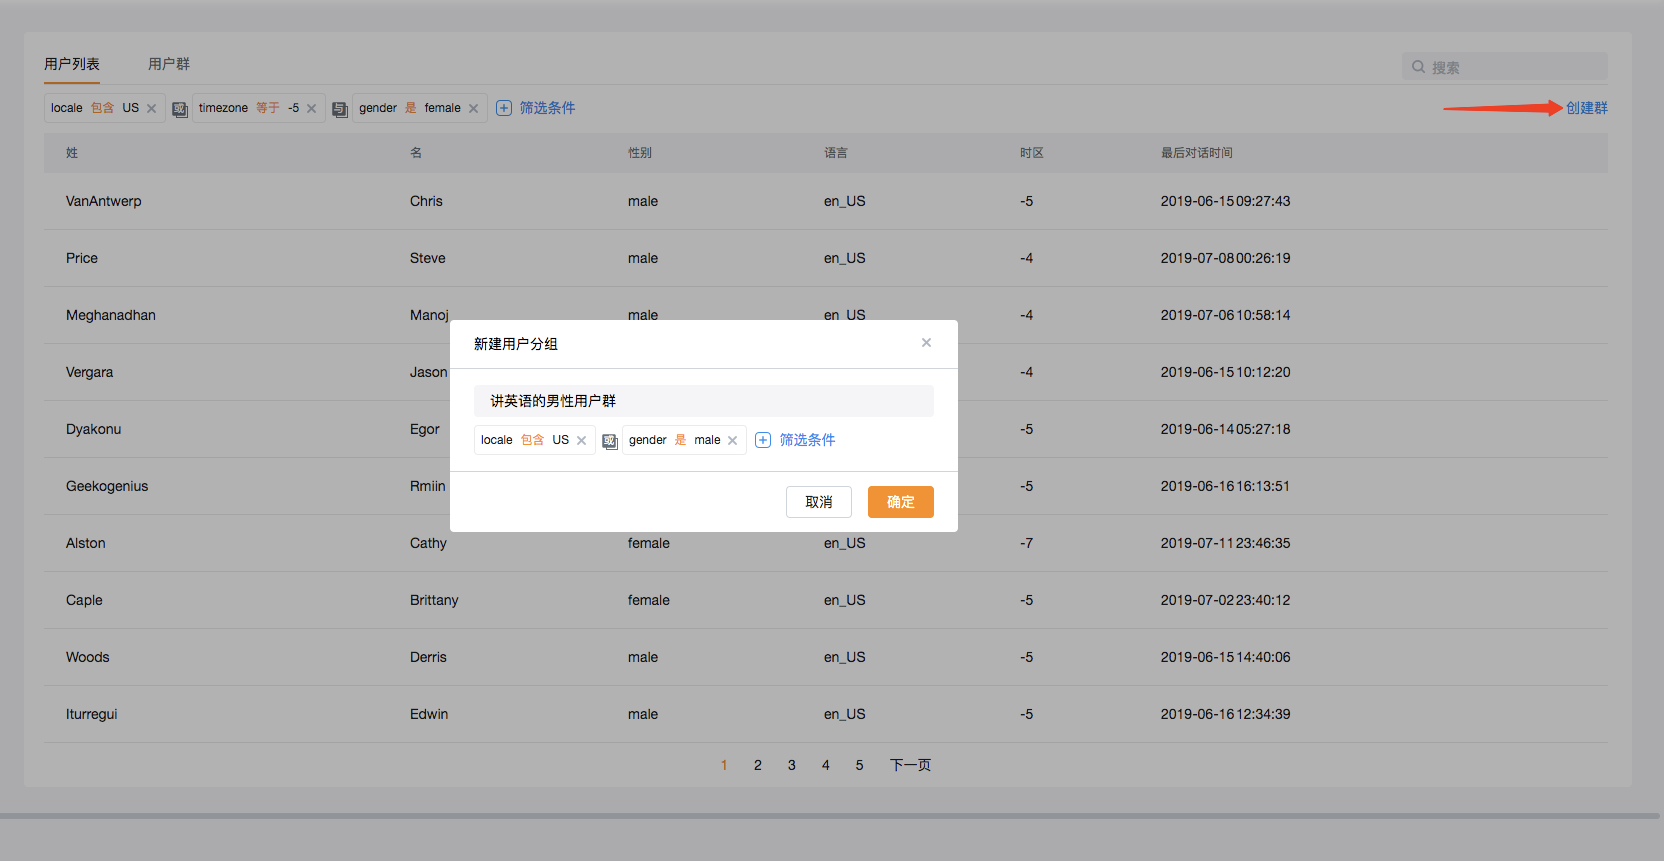 用户列表 用户群 搜索
locale 包含 US 或 timezone 等于 -5 与 gender 是 female 筛选条件 创建群
姓 名 性别 语言 时区 最后对话时间
VanAntwerp Chris male en_US -5 2019-06-15 09:27:43
Price Steve male en_US -4 2019-07-08 00:26:19
Meghanadhan Manoj male en_US -4 2019-07-06 10:58:14
新建用户分组
Vergara Jason -4 2019-06-15 10:12:20
讲英语的男性用户群
Dyakonu Egor -5 2019-06-14 05:27:18
locale 包含 US 或 gender 是 male 筛选条件
Geekogenius Rmiin -5 2019-06-16 16:13:51
取消 确定
Alston Cathy female en_US -7 2019-07-11 23:46:35
Caple Brittany female en_US -5 2019-07-02 23:40:12
Woods Derris male en_US -5 2019-06-15 14:40:06
Iturregui Edwin male en_US -5 2019-06-16 12:34:39
1 2 3 4 5 下一页